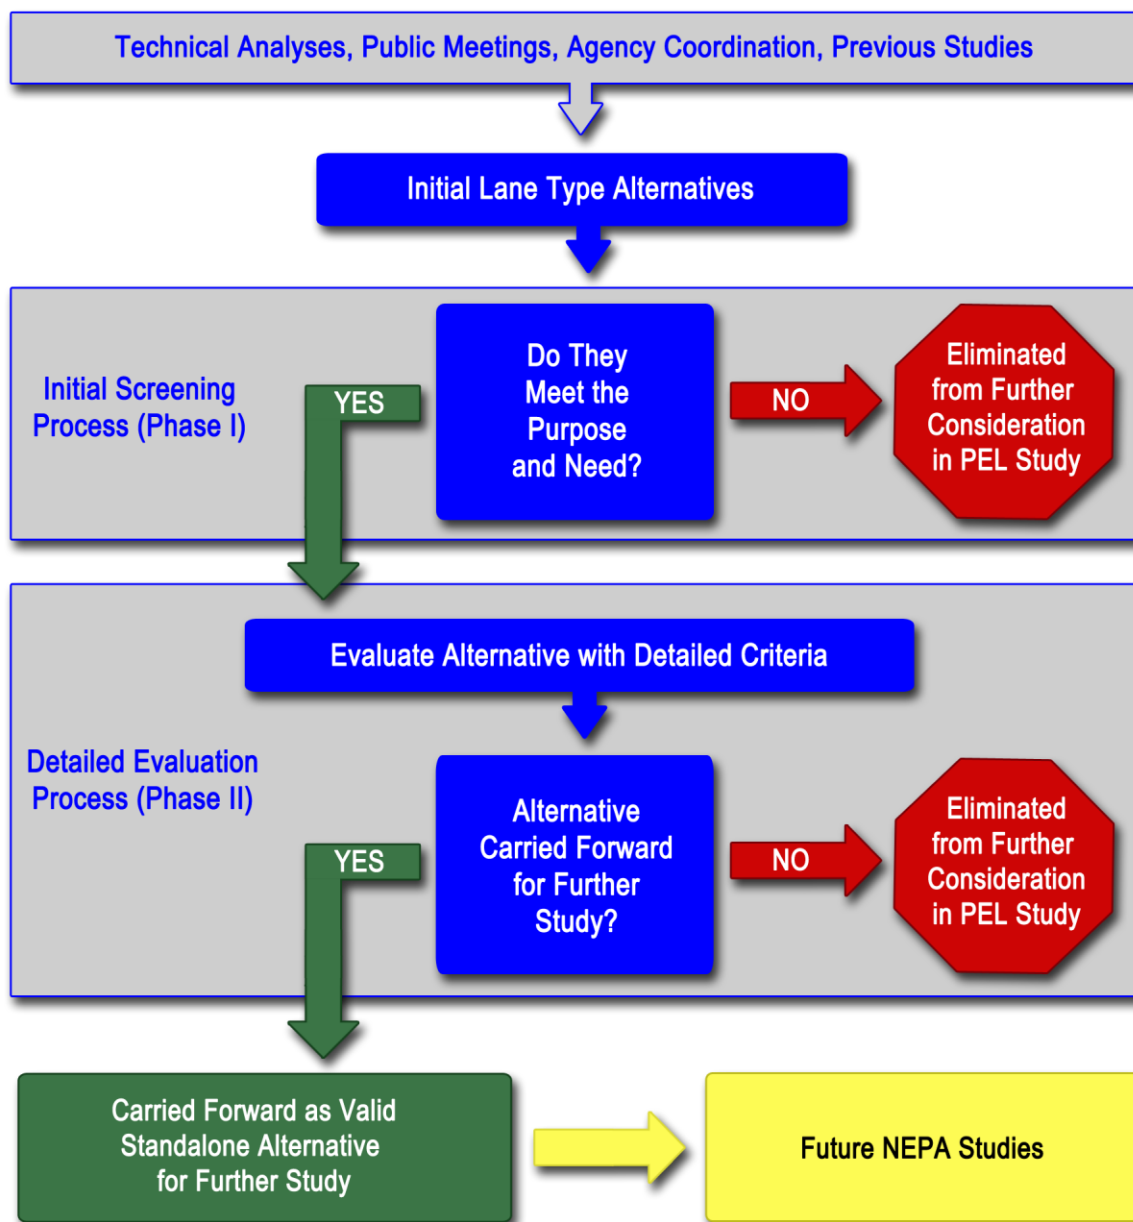 Technical Analyses, Public Meetings, Agency Coordination, Previous Studies
Initial Lane Type Alternatives
Initial Screening
Process (Phase I)
YES
Do They
Meet the
Purpose
and Need?
NO
Eliminated
from Further
Consideration
in PEL Study
Evaluate Alternative with Detailed Criteria
Detailed Evaluation
Process (Phase II)
YES
Alternative
Carried Forward
for Further
Study?
NO
Eliminated
from Further
Consideration
in PEL Study
Carried Forward as Valid
Standalone Alternative
for Further Study
Future NEPA Studies